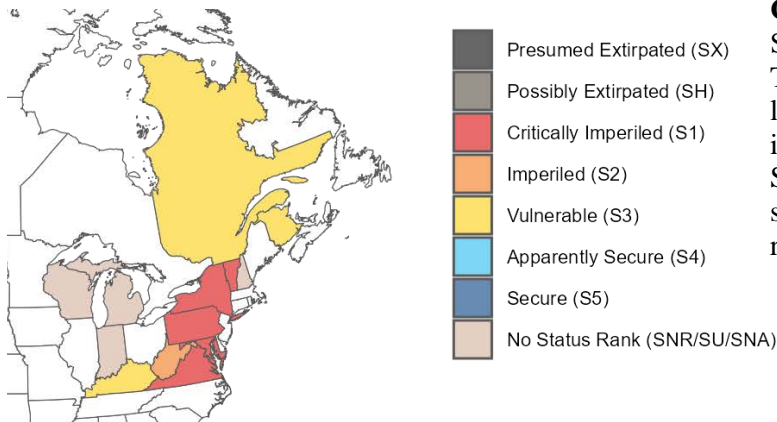 Presumed Extirpated (SX)
Possibly Extirpated (SH)
Critically Imperiled (S1)
Imperiled (S2)
Vulnerable (S3)
Apparently Secure (S4)
Secure (S5)
No Status Rank (SNR/SU/SNA)